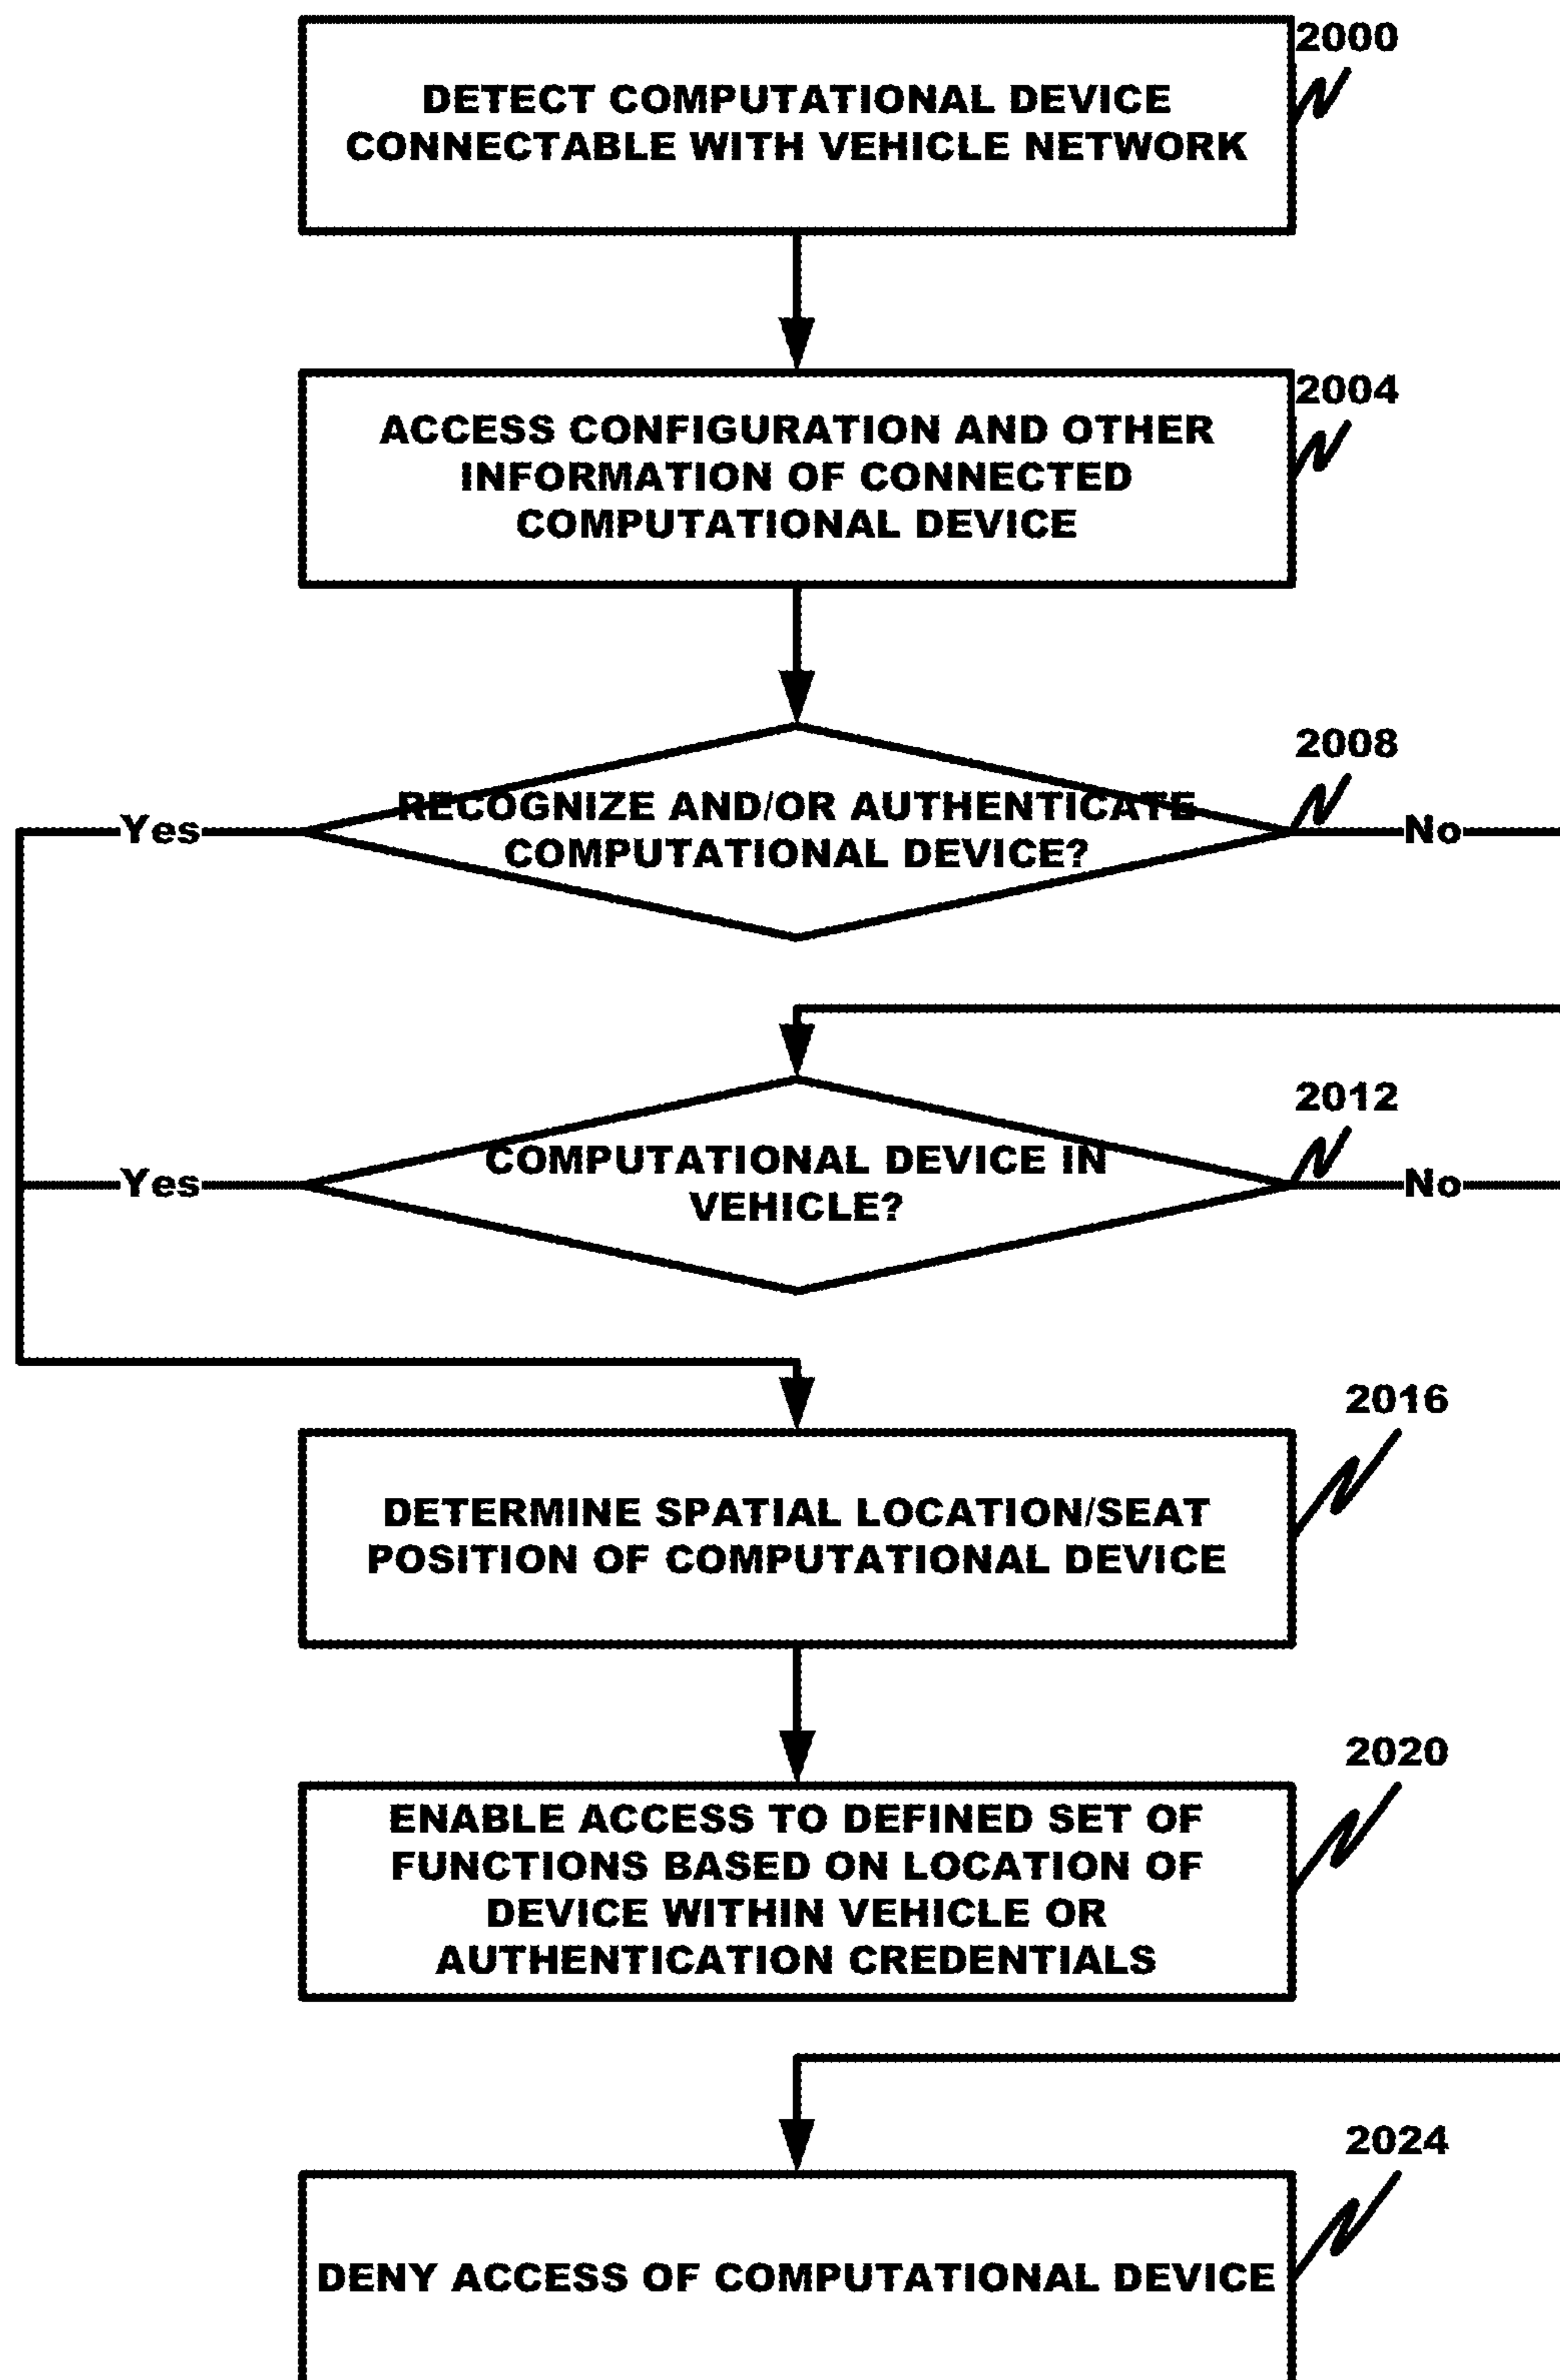 2000
DETECT COMPUTATIONAL DEVICE
CONNECTABLE WITH VEHICLE NETWORK
2004
ACCESS CONFIGURATION AND OTHER
INFORMATION OF CONNECTED
COMPUTATIONAL DEVICE
2008
Yes
RECOGNIZE AND/OR AUTHENTICATE
COMPUTATIONAL DEVICE?
No
2012
Yes
COMPUTATIONAL DEVICE IN
VEHICLE?
No
2016
DETERMINE SPATIAL LOCATION/SEAT
POSITION OF COMPUTATIONAL DEVICE
2020
ENABLE ACCESS TO DEFINED SET OF
FUNCTIONS BASED ON LOCATION OF
DEVICE WITHIN VEHICLE OR
AUTHENTICATION CREDENTIALS
2024
DENY ACCESS OF COMPUTATIONAL DEVICE